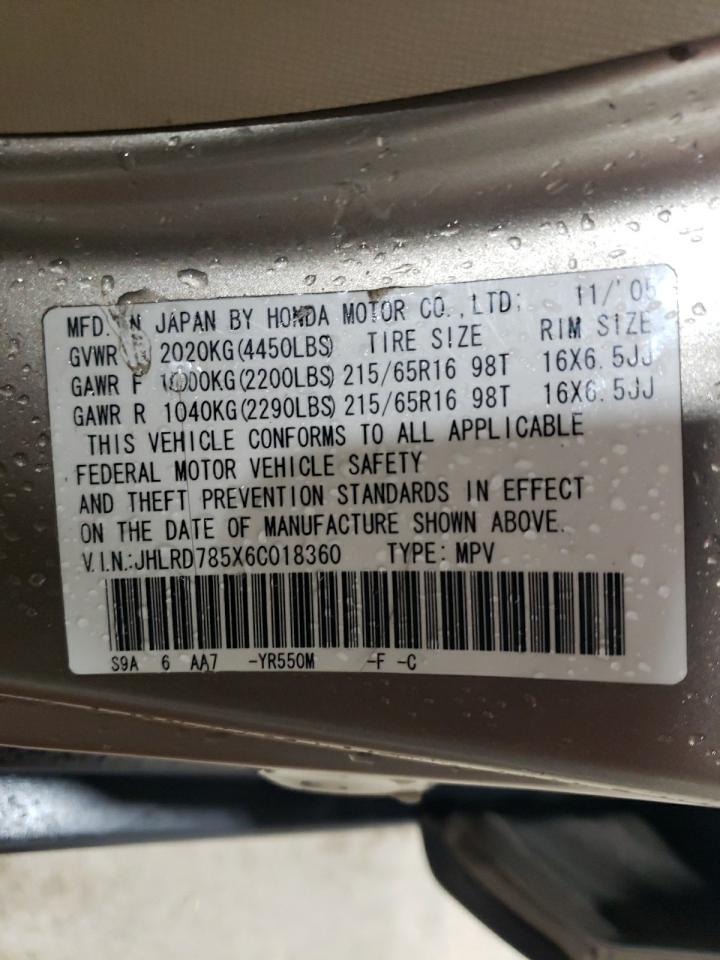 MFD. IN JAPAN BY HONDA MOTOR CO.,LTD: 11/'05
GVWR 2020KG(4450LBS) TIRE SIZE RIM SIZE
GAWR F 1000KG(2200LBS) 215/65R16 98T 16X6.5JJ
GAWR R 1040KG(2290LBS) 215/65R16 98T 16X6.5JJ
THIS VEHICLE CONFORMS TO ALL APPLICABLE
FEDERAL MOTOR VEHICLE SAFETY
AND THEFT PREVENTION STANDARDS IN EFFECT
ON THE DATE OF MANUFACTURE SHOWN ABOVE.
V.I.N.:JHLRD785X6C018360 TYPE: MPV
S9A 6 AA7 -YR550M -F -C